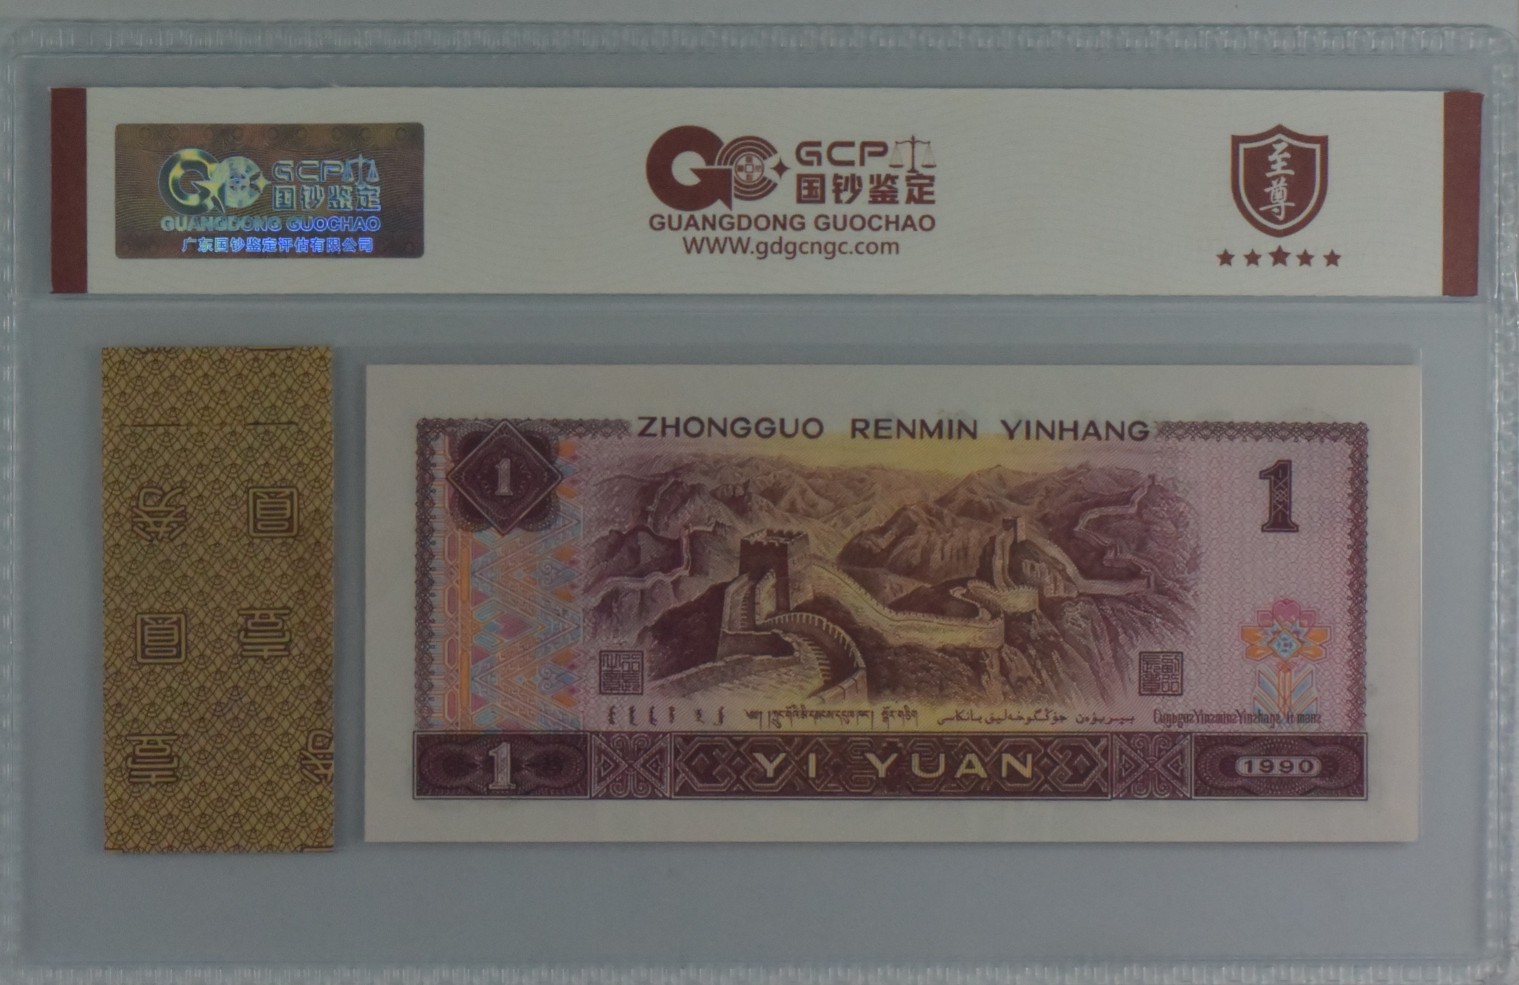 GCP
国钞鉴定
GUANGDONG GUOCHAO
广东国钞鉴定评估有限公司
GCP
国钞鉴定
GUANGDONG GUOCHAO
WWW.gdgcngc.com
至尊
壹圆券
壹圆
ZHONGGUO RENMIN YINHANG
1
1
1
YI YUAN
1990